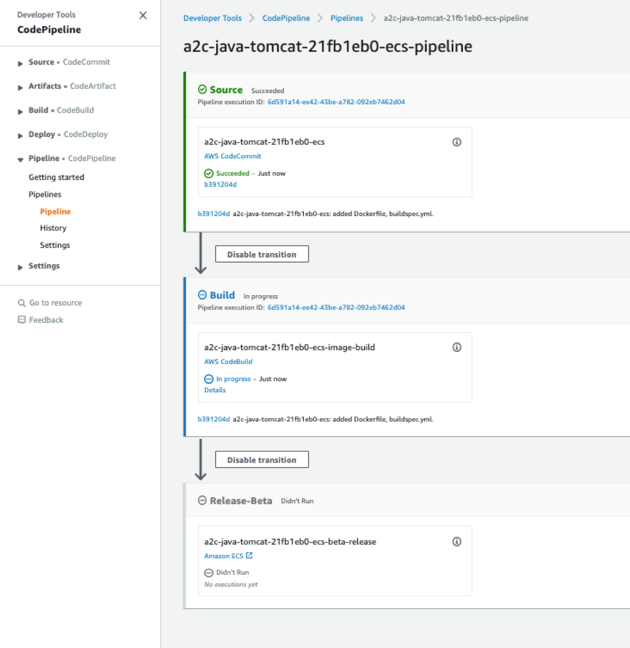 Developer Tools
CodePipeline
Source • CodeCommit
Artifacts • CodeArtifact
Build • CodeBuild
Deploy • CodeDeploy
Pipeline • CodePipeline
Getting started
Pipelines
Pipeline
History
Settings
Settings
Go to resource
Feedback
Developer Tools > CodePipeline > Pipelines > a2c-java-tomcat-21fb1eb0-ecs-pipeline
a2c-java-tomcat-21fb1eb0-ecs-pipeline
Source Succeeded
Pipeline execution ID: 6d591a14-ee42-43be-a782-092eb7462d04
a2c-java-tomcat-21fb1eb0-ecs
AWS CodeCommit
Succeeded - Just now
b391204d
b391204d a2c-java-tomcat-21fb1eb0-ecs: added Dockerfile, buildspec.yml.
Disable transition
Build In progress
Pipeline execution ID: 6d591a14-ee42-43be-a782-092eb7462d04
a2c-java-tomcat-21fb1eb0-ecs-image-build
AWS CodeBuild
In progress - Just now
Details
b391204d a2c-java-tomcat-21fb1eb0-ecs: added Dockerfile, buildspec.yml.
Disable transition
Release-Beta Didn't Run
a2c-java-tomcat-21fb1eb0-ecs-beta-release
Amazon ECS
Didn't Run
No executions yet